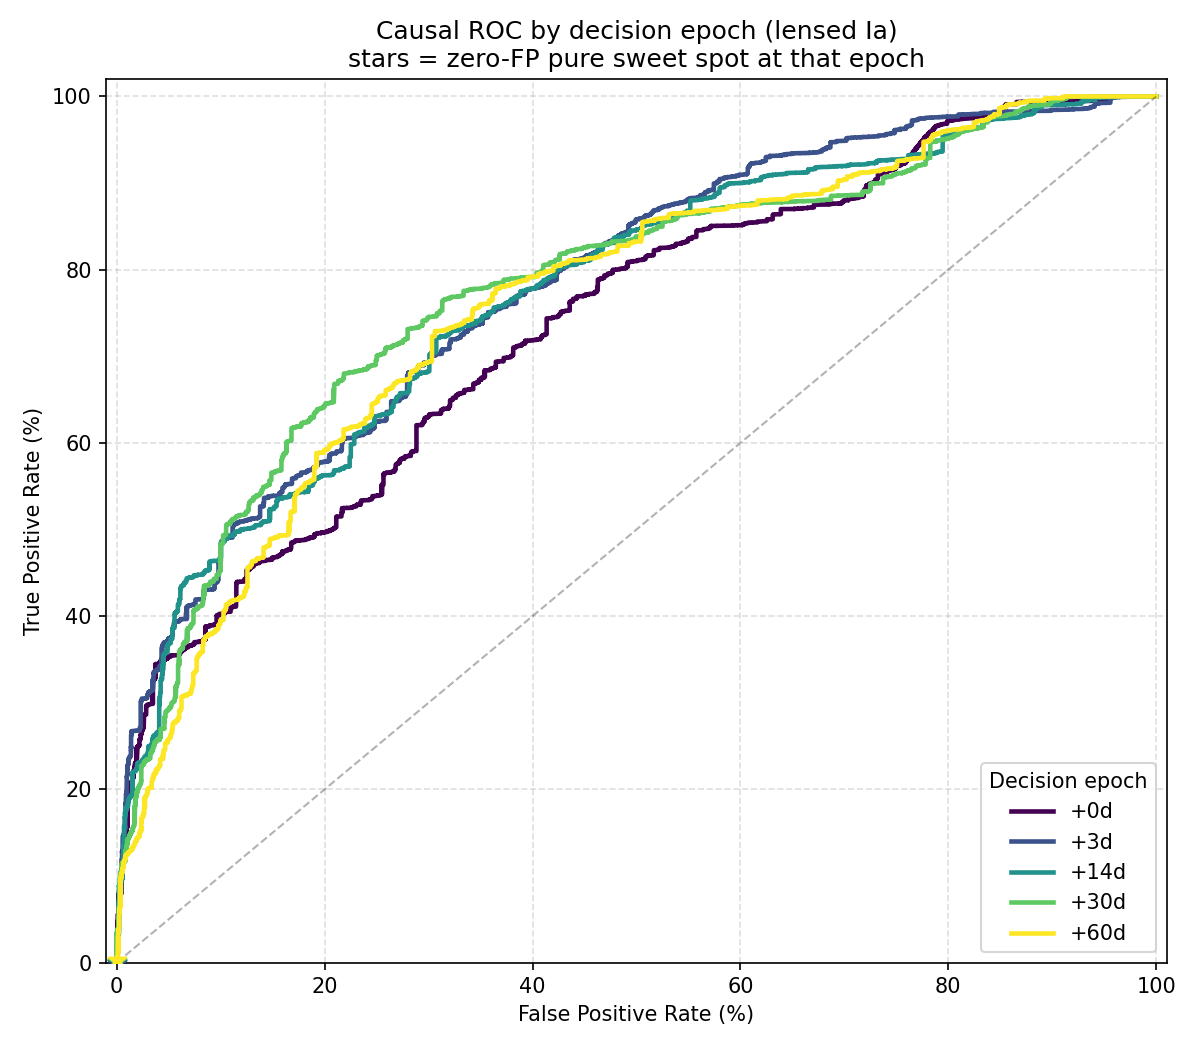 Causal ROC by decision epoch (lensed Ia)
stars = zero-FP pure sweet spot at that epoch
True Positive Rate (%)
100
80
60
40
20
0
0 20 40 60 80 100
False Positive Rate (%)
Decision epoch
+0d
+3d
+14d
+30d
+60d